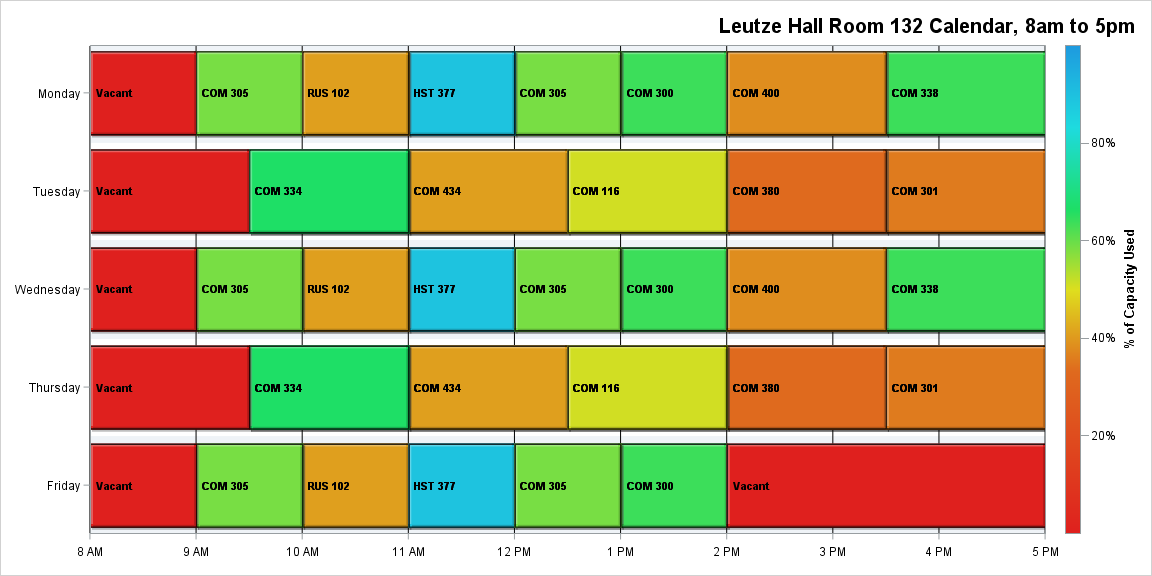 Leutze Hall Room 132 Calendar, 8am to 5pm
Monday Vacant COM 305 RUS 102 HST 377 COM 305 COM 300 COM 400 COM 338
Tuesday Vacant COM 334 COM 434 COM 116 COM 380 COM 301
Wednesday Vacant COM 305 RUS 102 HST 377 COM 305 COM 300 COM 400 COM 338
Thursday Vacant COM 334 COM 434 COM 116 COM 380 COM 301
Friday Vacant COM 305 RUS 102 HST 377 COM 305 COM 300 Vacant
8 AM 9 AM 10 AM 11 AM 12 PM 1 PM 2 PM 3 PM 4 PM 5 PM
80%
60%
40%
20%
% of Capacity Used